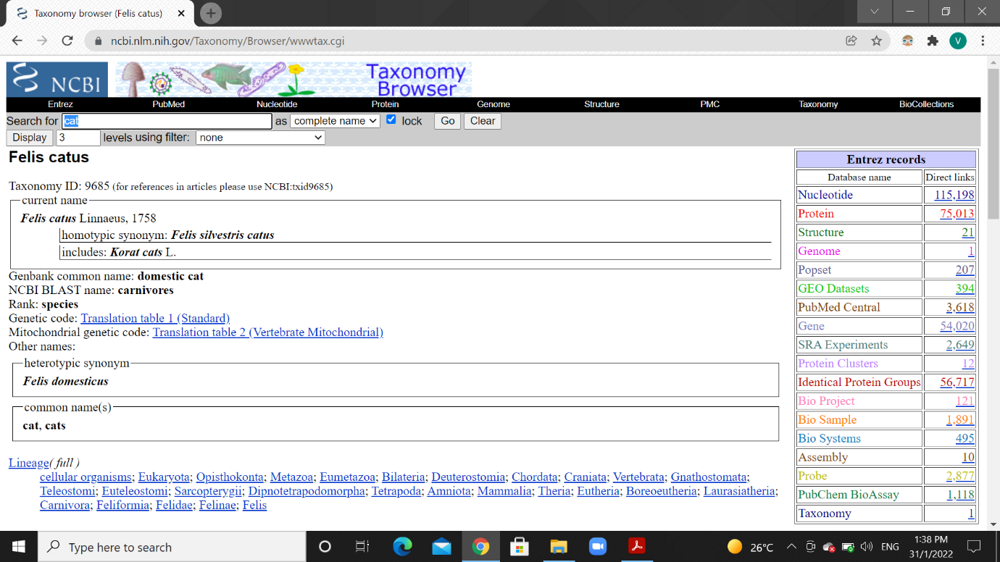 Taxonomy browser (Felis catus)
ncbi.nlm.nih.gov/Taxonomy/Browser/wwwtax.cgi
V
NCBI
Taxonomy
Browser
Entrez PubMed Nucleotide Protein Genome Structure PMC Taxonomy BioCollections
Search for cat as complete name lock Go Clear
Display 3 levels using filter: none
Felis catus
Taxonomy ID: 9685 (for references in articles please use NCBI:txid9685)
current name
Felis catus Linnaeus, 1758
homotypic synonym: Felis silvestris catus
includes: Korat cats L.
Genbank common name: domestic cat
NCBI BLAST name: carnivores
Rank: species
Genetic code: Translation table 1 (Standard)
Mitochondrial genetic code: Translation table 2 (Vertebrate Mitochondrial)
Other names:
heterotypic synonym
Felis domesticus
common name(s)
cat, cats
Lineage( full )
cellular organisms; Eukaryota; Opisthokonta; Metazoa; Eumetazoa; Bilateria; Deuterostomia; Chordata; Craniata; Vertebrata; Gnathostomata;
Teleostomi; Euteleostomi; Sarcopterygii; Dipnotetrapodomorpha; Tetrapoda; Amniota; Mammalia; Theria; Eutheria; Boreoeutheria; Laurasiatheria;
Carnivora; Feliformia; Felidae; Felinae; Felis
Entrez records
Database name Direct links
Nucleotide 115,198
Protein 75,013
Structure 21
Genome 1
Popset 207
GEO Datasets 394
PubMed Central 3,618
Gene 54,020
SRA Experiments 2,649
Protein Clusters 12
Identical Protein Groups 56,717
Bio Project 121
Bio Sample 1,891
Bio Systems 495
Assembly 10
Probe 2,877
PubChem BioAssay 1,118
Taxonomy 1
Type here to search
26°C
ENG
1:38 PM
31/1/2022